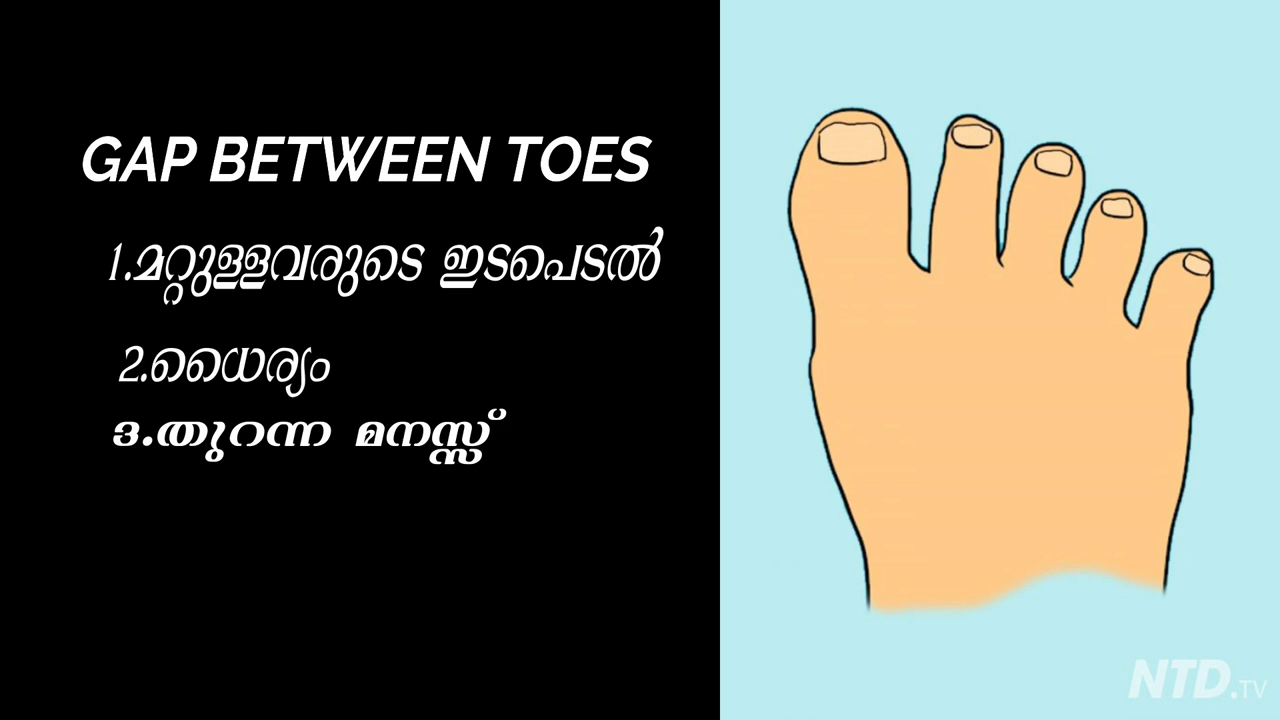 GAP BETWEEN TOES
1.മറ്റുള്ളവരുടെ ഇടപെടൽ
2.ധൈര്യം
3.തുറന്ന മനസ്സ്
NTD.TV